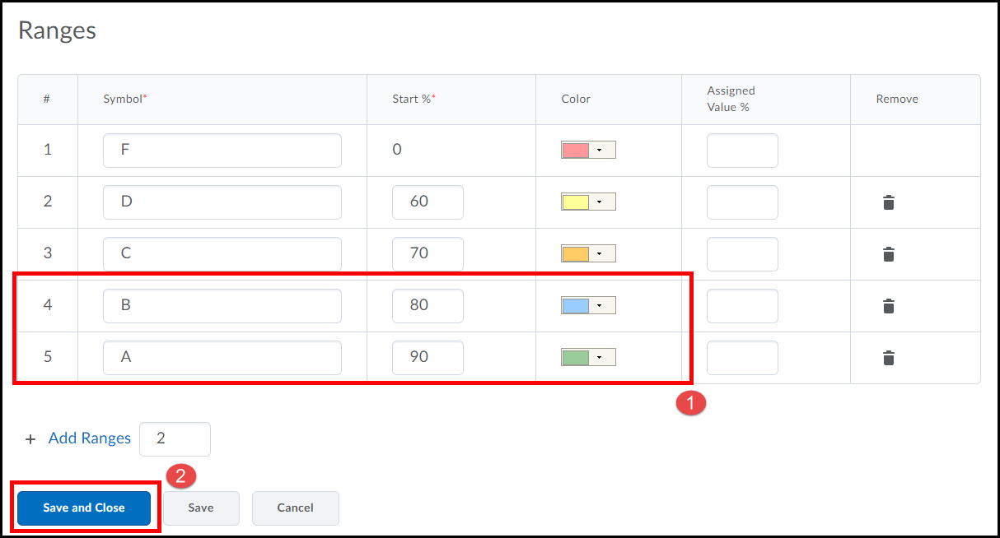 Ranges
# Symbol* Start %* Color Assigned Value % Remove
1 F 0
2 D 60
3 C 70
4 B 80
5 A 90
1
+ Add Ranges 2
2
Save and Close Save Cancel